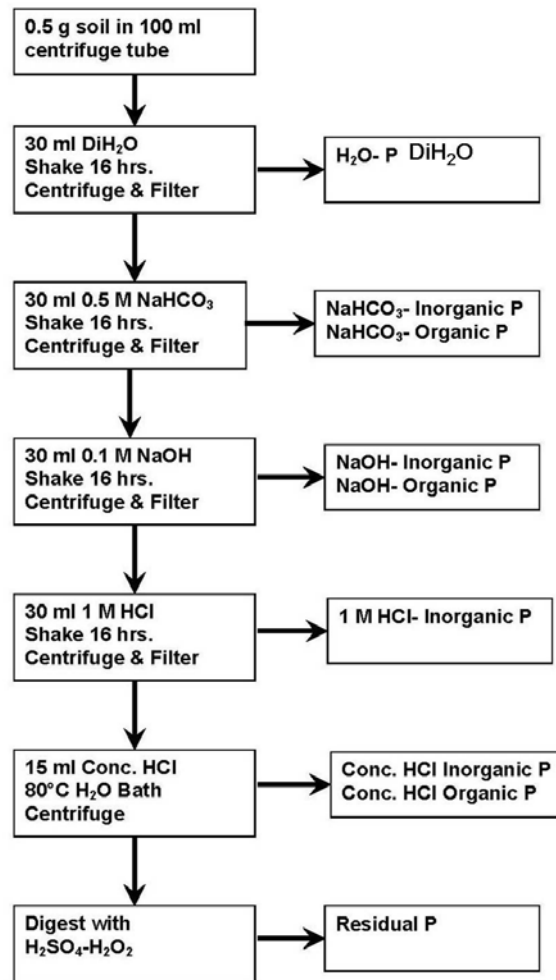 0.5 g soil in 100 ml
centrifuge tube
30 ml DiH₂O
Shake 16 hrs.
Centrifuge & Filter
H₂O- P DiH₂O
30 ml 0.5 M NaHCO₃
Shake 16 hrs.
Centrifuge & Filter
NaHCO₃- Inorganic P
NaHCO₃- Organic P
30 ml 0.1 M NaOH
Shake 16 hrs.
Centrifuge & Filter
NaOH- Inorganic P
NaOH- Organic P
30 ml 1 M HCl
Shake 16 hrs.
Centrifuge & Filter
1 M HCl- Inorganic P
15 ml Conc. HCl
80°C H₂O Bath
Centrifuge
Conc. HCl Inorganic P
Conc. HCl Organic P
Digest with
H₂SO₄-H₂O₂
Residual P